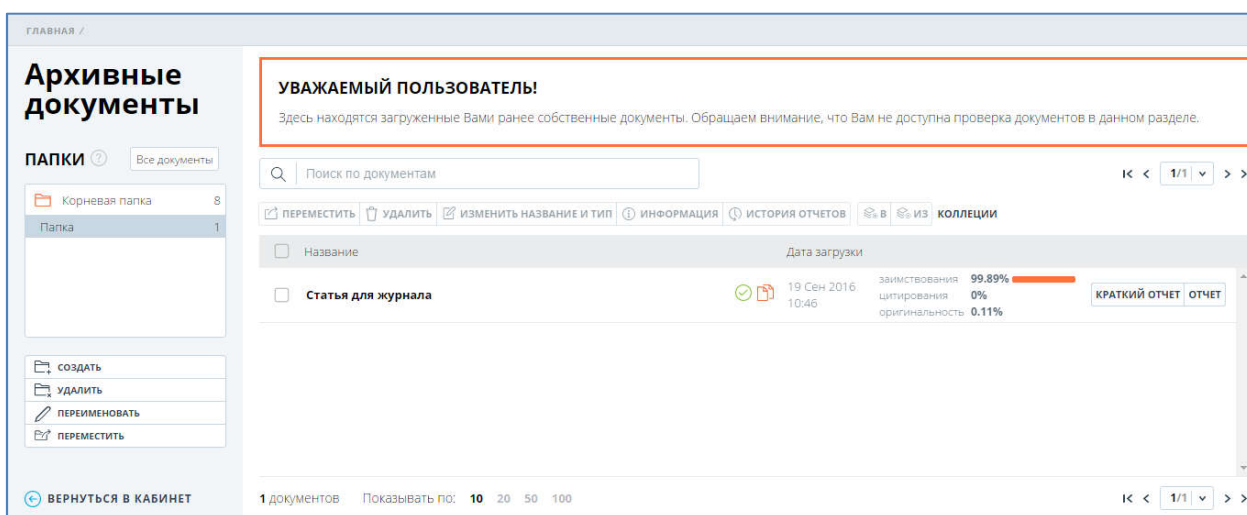 ГЛАВНАЯ /
Архивные
документы
ПАПКИ ?
Все документы
Корневая папка 8
Папка 1
СОЗДАТЬ
УДАЛИТЬ
ПЕРЕИМЕНОВАТЬ
ПЕРЕМЕСТИТЬ
ВЕРНУТЬСЯ В КАБИНЕТ
УВАЖАЕМЫЙ ПОЛЬЗОВАТЕЛЬ!
Здесь находятся загруженные Вами ранее собственные документы. Обращаем внимание, что Вам не доступна проверка документов в данном разделе.
Поиск по документам
1/1
ПЕРЕМЕСТИТЬ УДАЛИТЬ ИЗМЕНИТЬ НАЗВАНИЕ И ТИП ИНФОРМАЦИЯ ИСТОРИЯ ОТЧЕТОВ В ИЗ КОЛЛЕЦИИ
Название Дата загрузки
Статья для журнала
19 Сен 2016
10:46
заимствования 99.89%
цитирования 0%
оригинальность 0.11%
КРАТКИЙ ОТЧЕТ ОТЧЕТ
1 документов Показывать по: 10 20 50 100
1/1